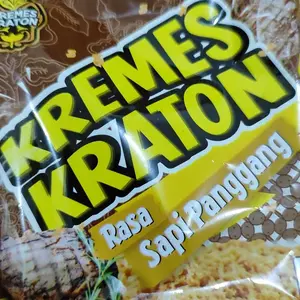 KREMES
KRATON
KREMES
KRATON
Rasa
Sapi Panggang